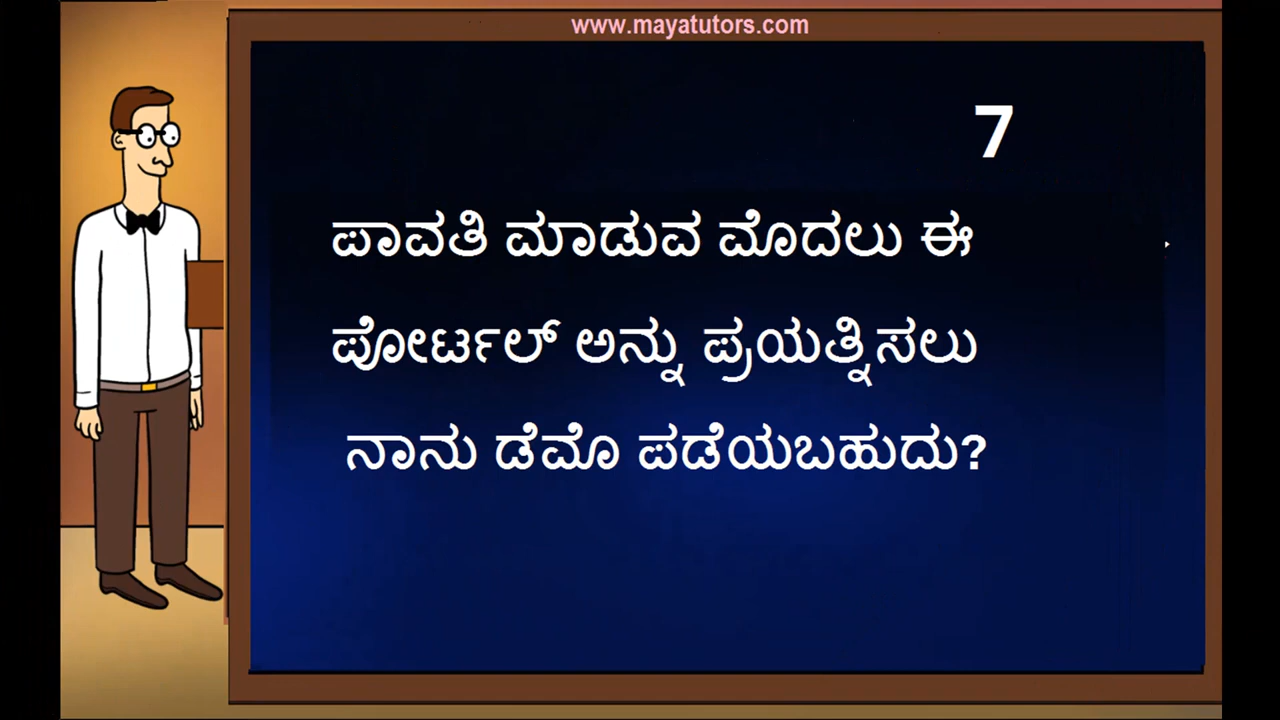 www.mayatutors.com
7
ಪಾವತಿ ಮಾಡುವ ಮೊದಲು ಈ
ಪೋರ್ಟಲ್ ಅನ್ನು ಪ್ರಯತ್ನಿಸಲು
ನಾನು ಡೆಮೊ ಪಡೆಯಬಹುದು?